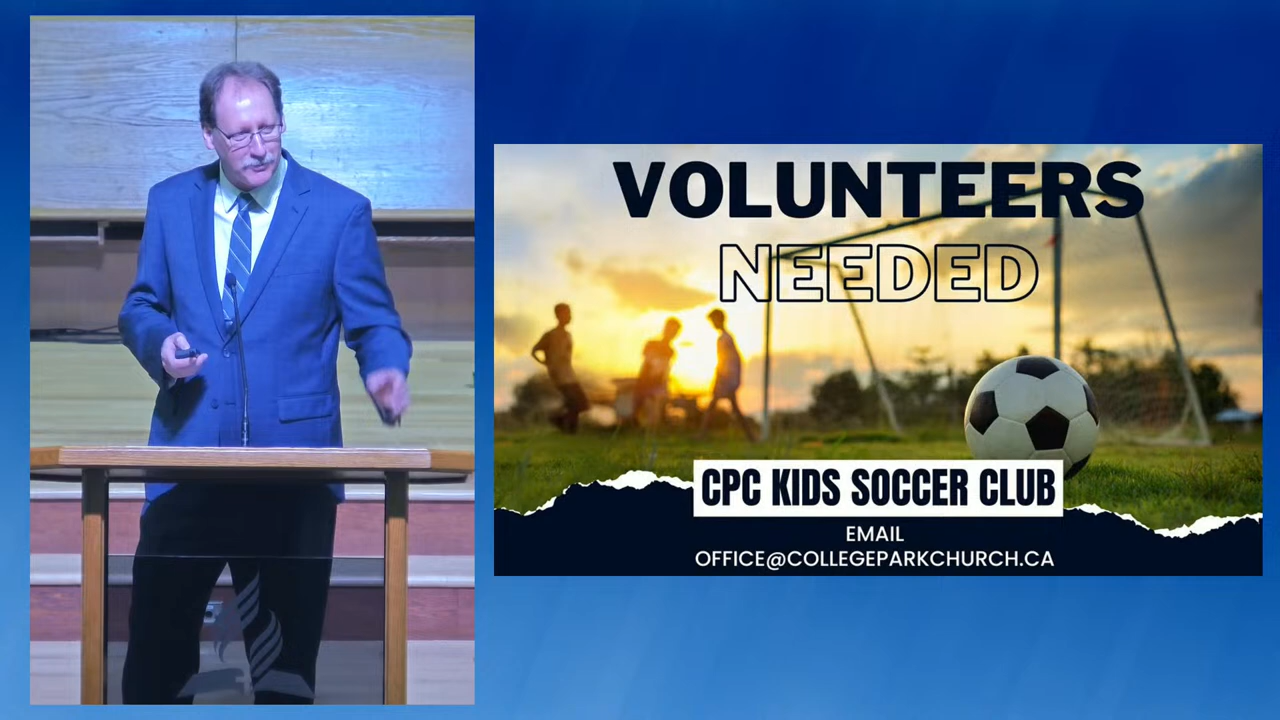 VOLUNTEERS
NEEDED
CPC KIDS SOCCER CLUB
EMAIL
OFFICE@COLLEGEPARKCHURCH.CA